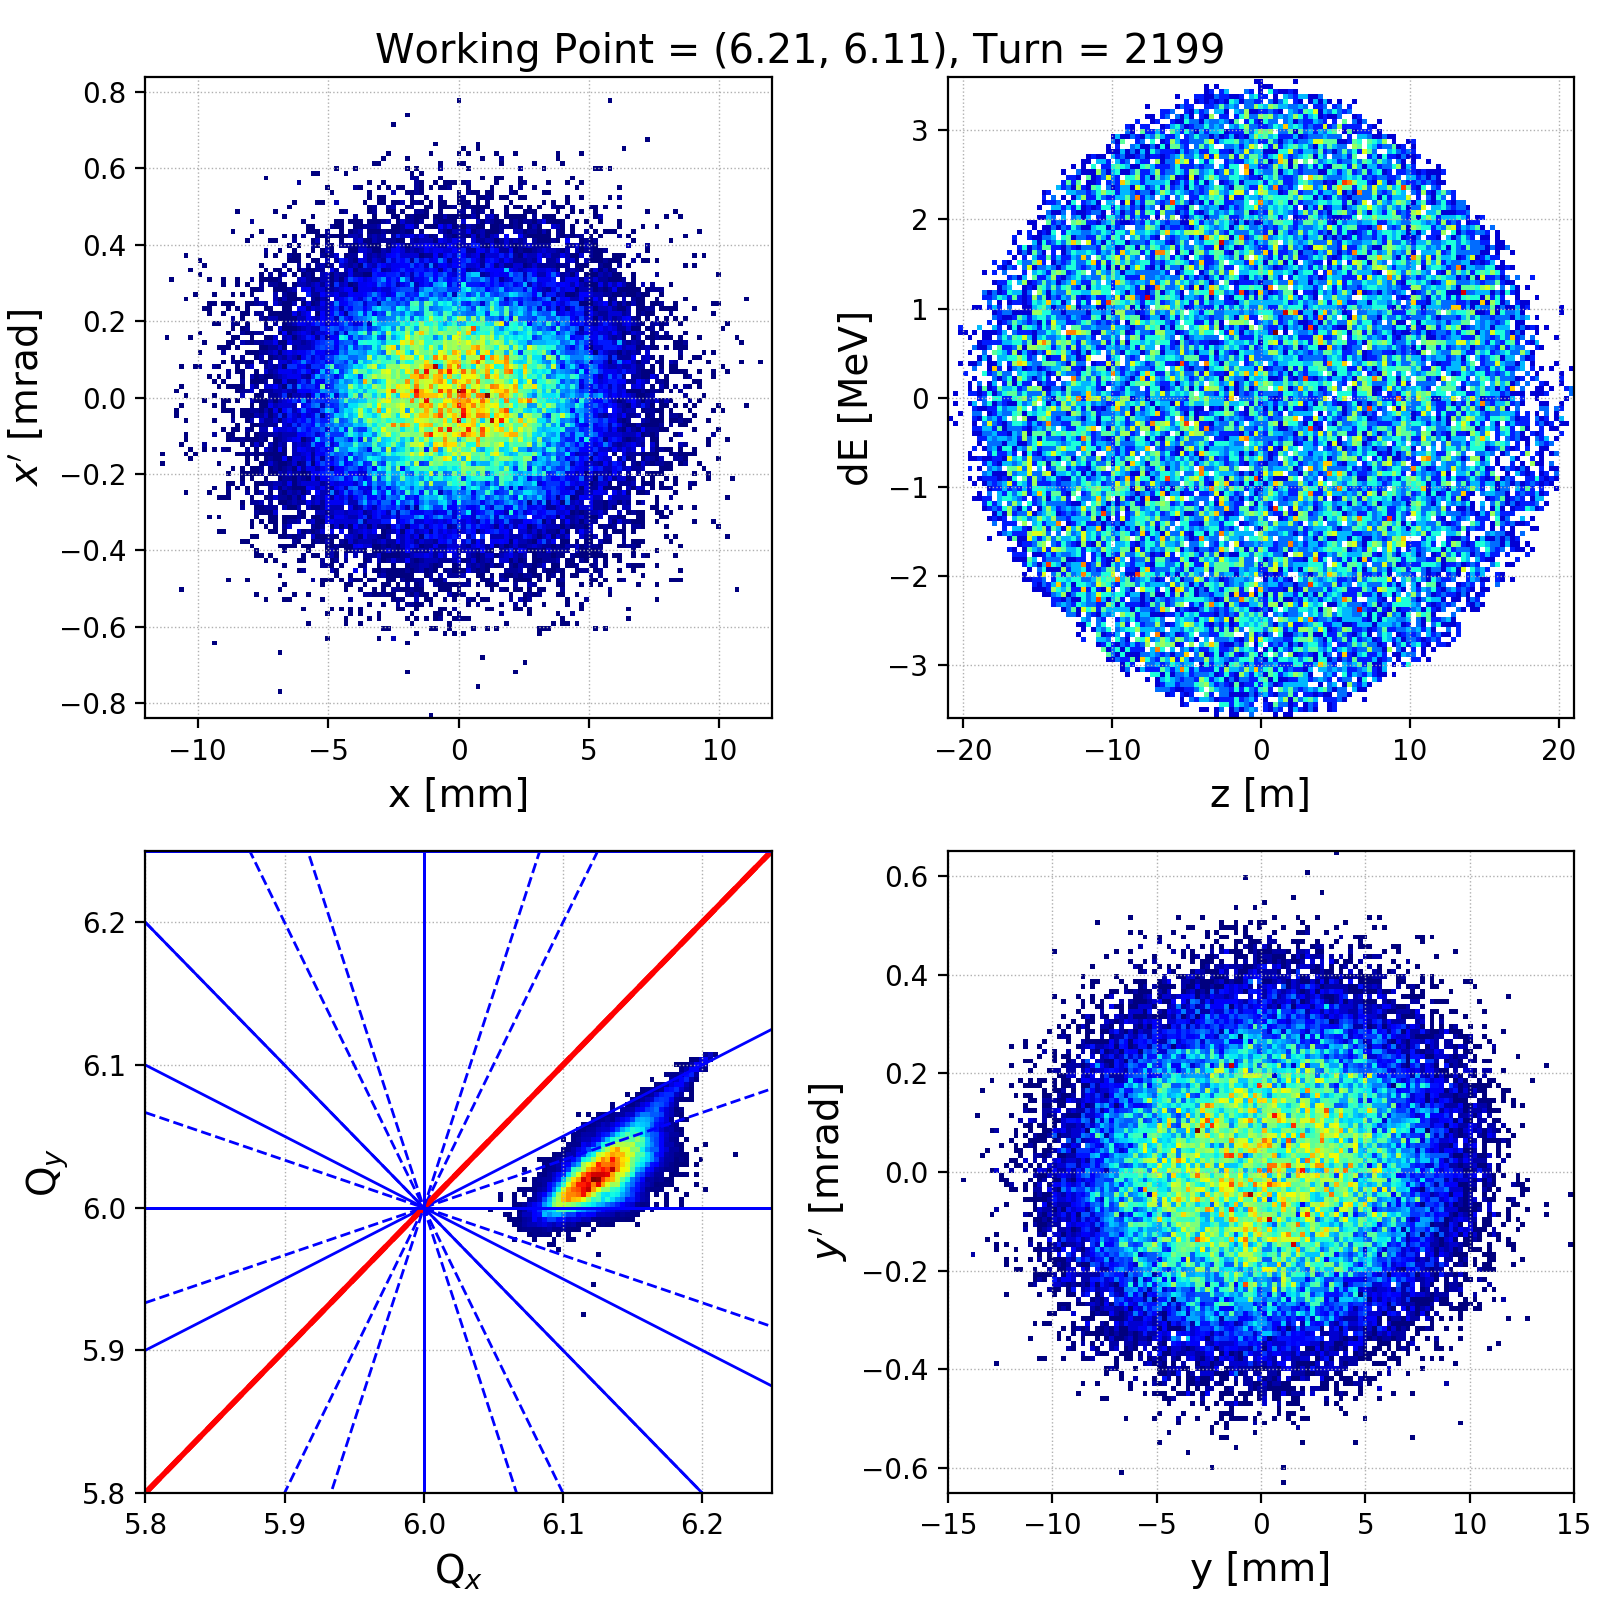 Working Point = (6.21, 6.11), Turn = 2199
0.8
0.6
0.4
0.2
0.0
−0.2
−0.4
−0.6
−0.8
x′ [mrad]
−10 −5 0 5 10
x [mm]
3
2
1
0
−1
−2
−3
dE [MeV]
−20 −10 0 10 20
z [m]
6.2
6.1
6.0
5.9
5.8
Qy
5.8 5.9 6.0 6.1 6.2
Qx
0.6
0.4
0.2
0.0
−0.2
−0.4
−0.6
y′ [mrad]
−15 −10 −5 0 5 10 15
y [mm]